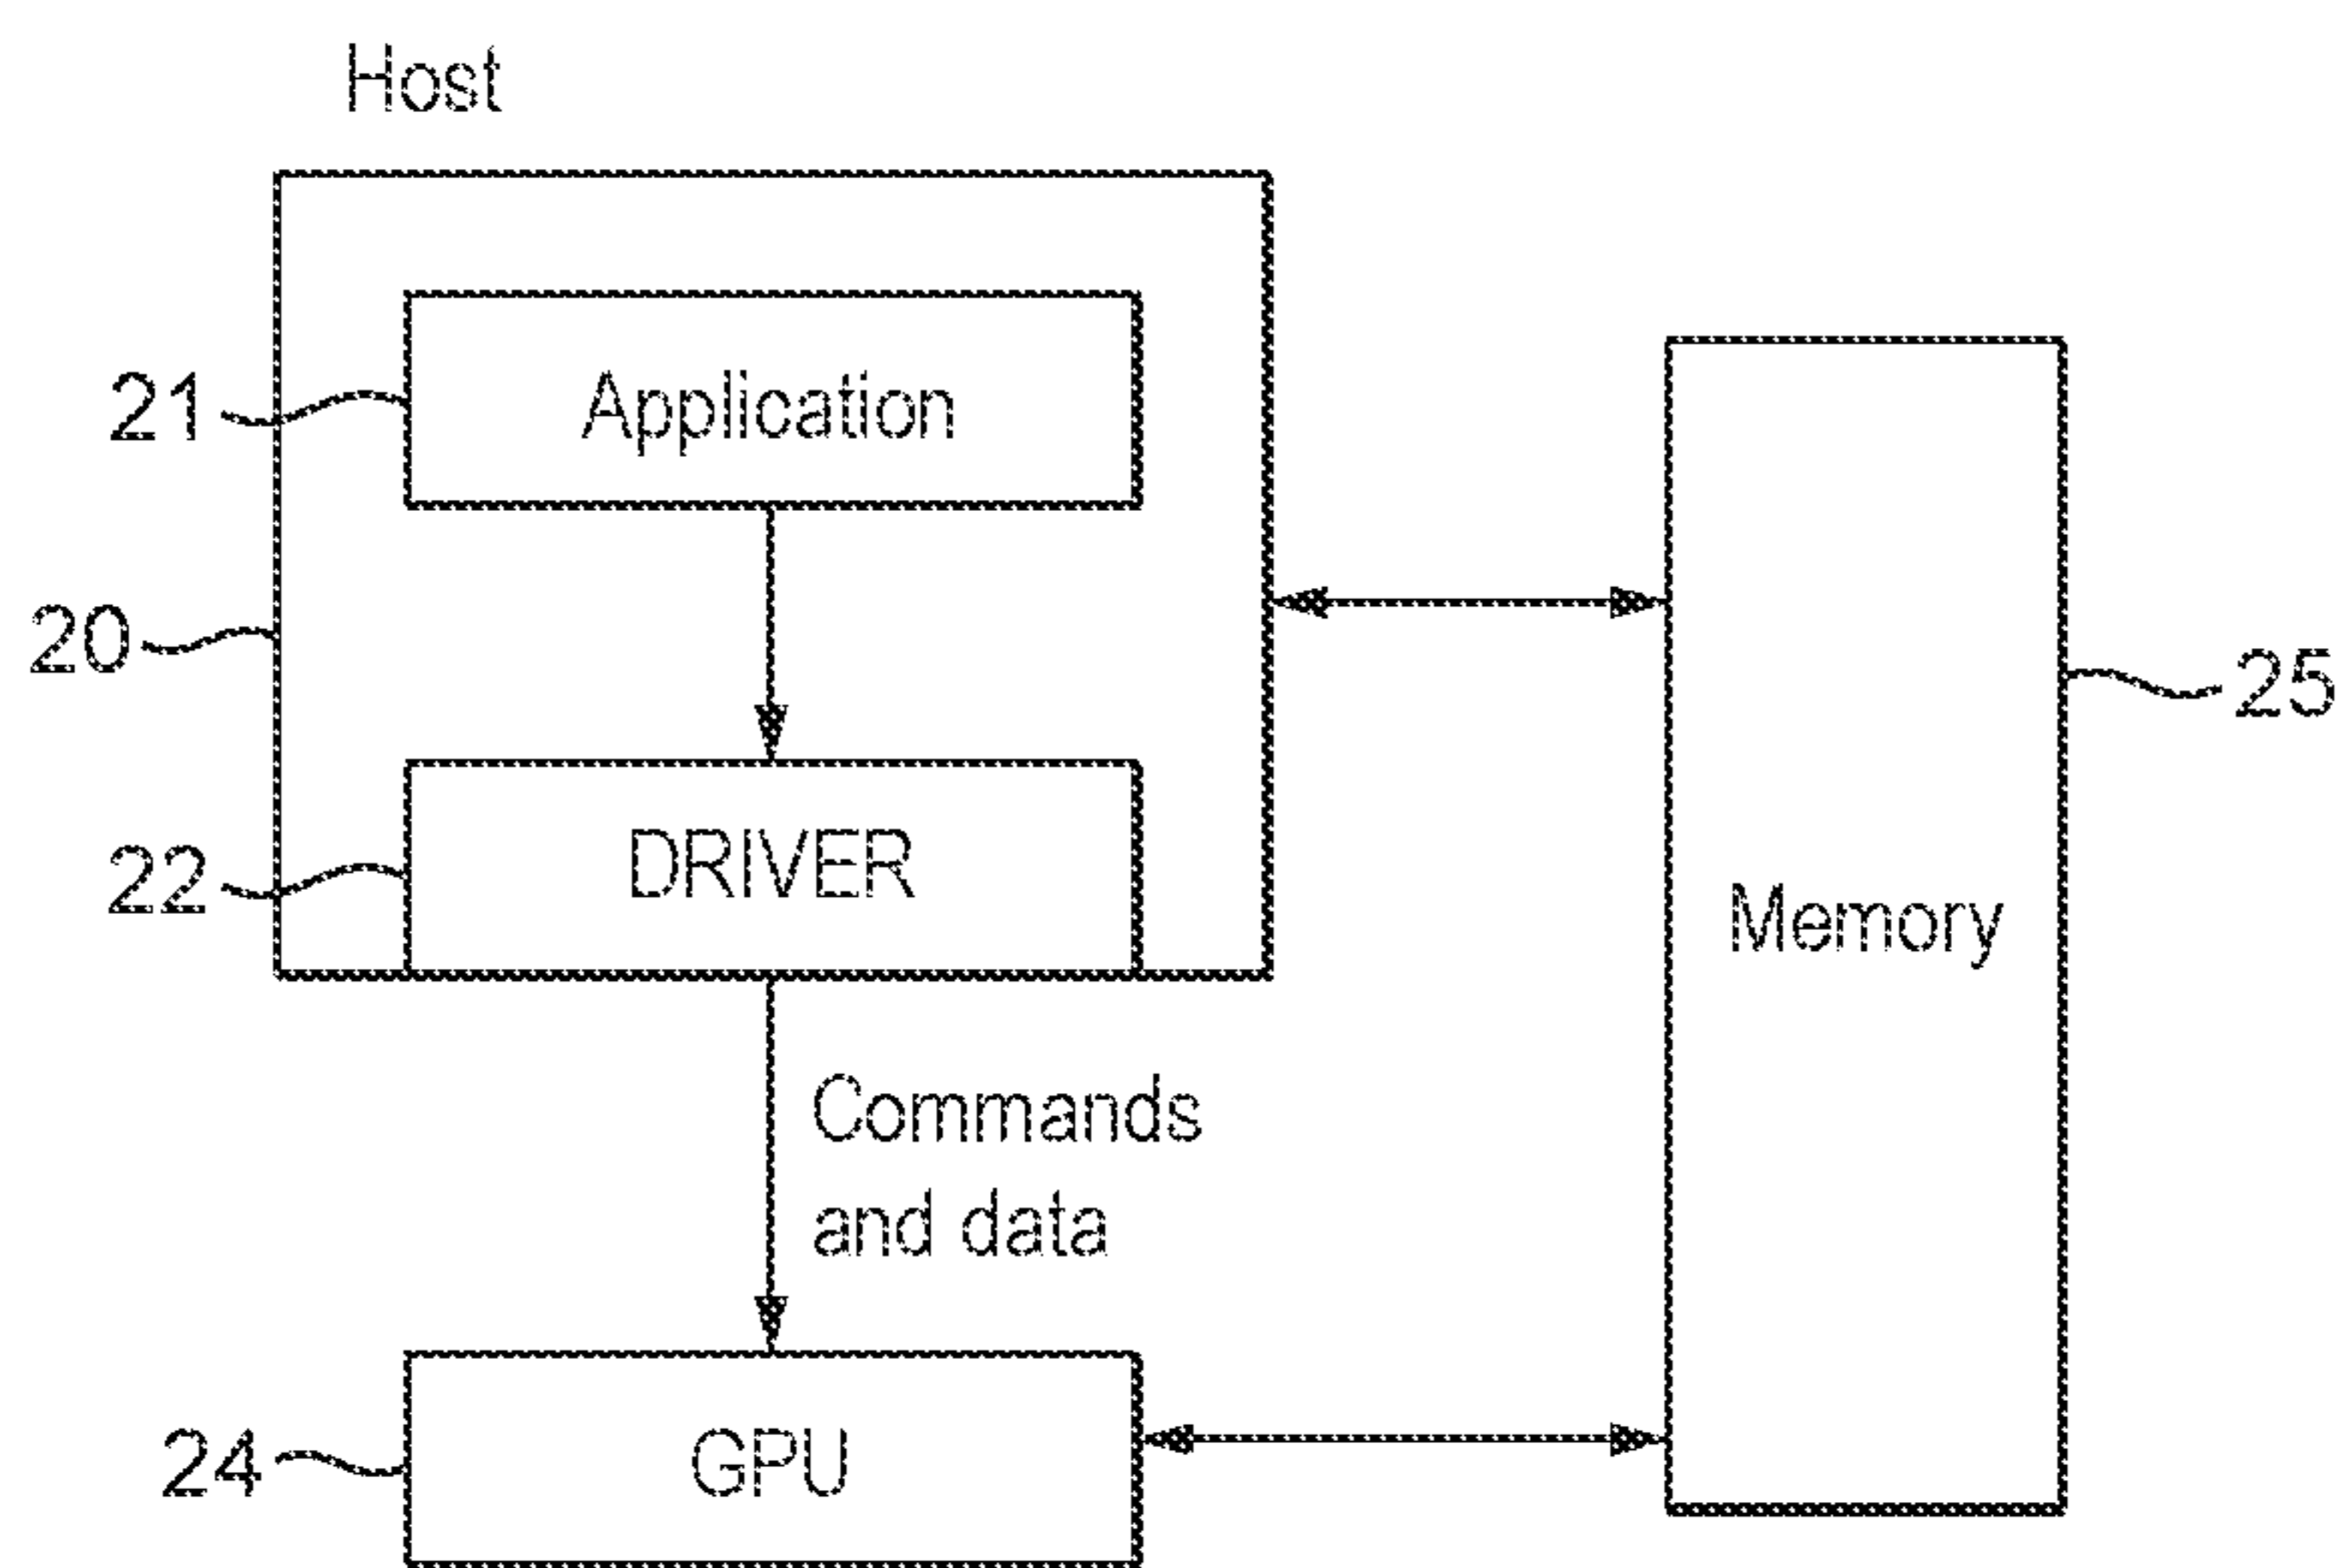 Host
21
Application
20
25
22
DRIVER
Memory
Commands
and data
24
GPU